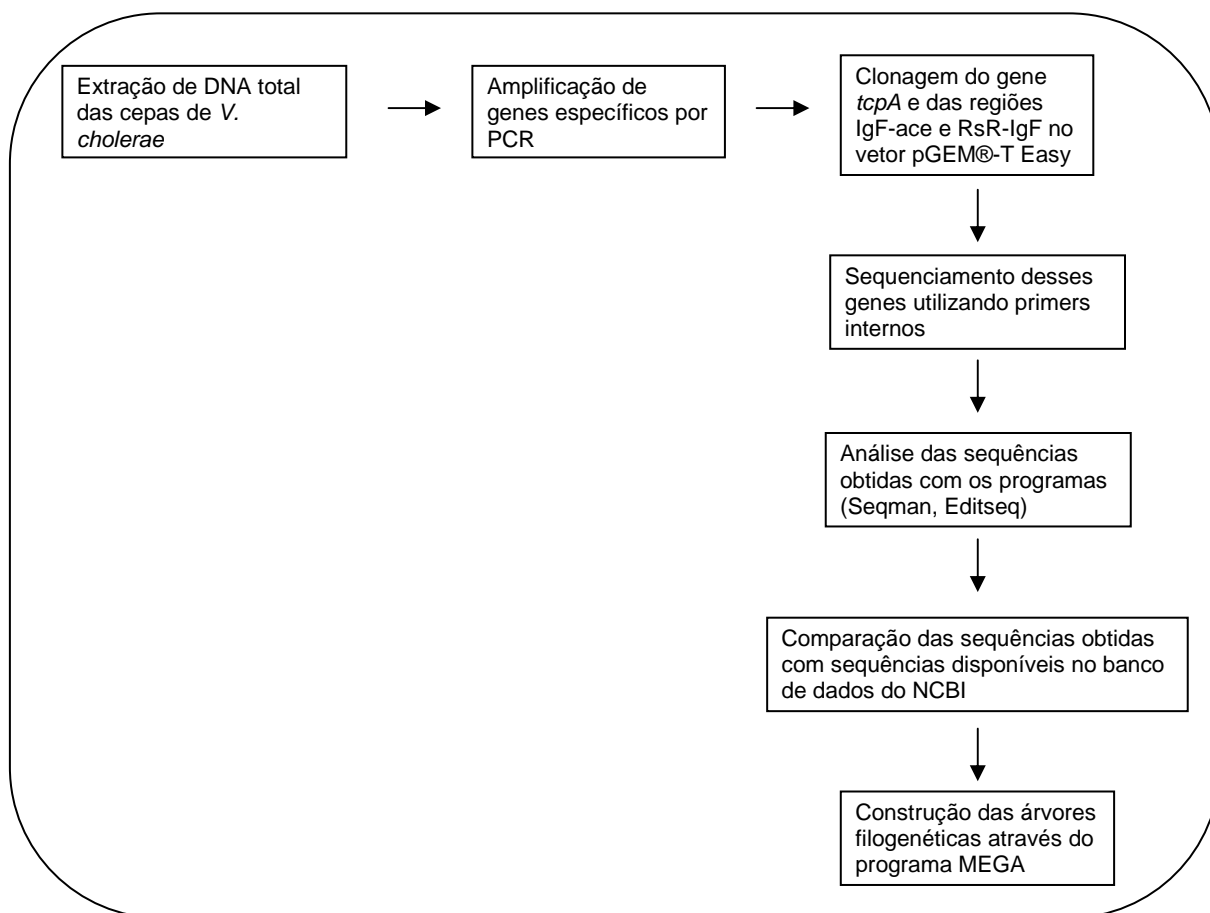 Extração de DNA total
das cepas de V.
cholerae
Amplificação de
genes específicos por
PCR
Clonagem do gene
tcpA e das regiões
IgF-ace e RsR-IgF no
vetor pGEM®-T Easy
Sequenciamento desses
genes utilizando primers
internos
Análise das sequências
obtidas com os programas
(Seqman, Editseq)
Comparação das sequências obtidas
com sequências disponíveis no banco
de dados do NCBI
Construção das árvores
filogenéticas através do
programa MEGA